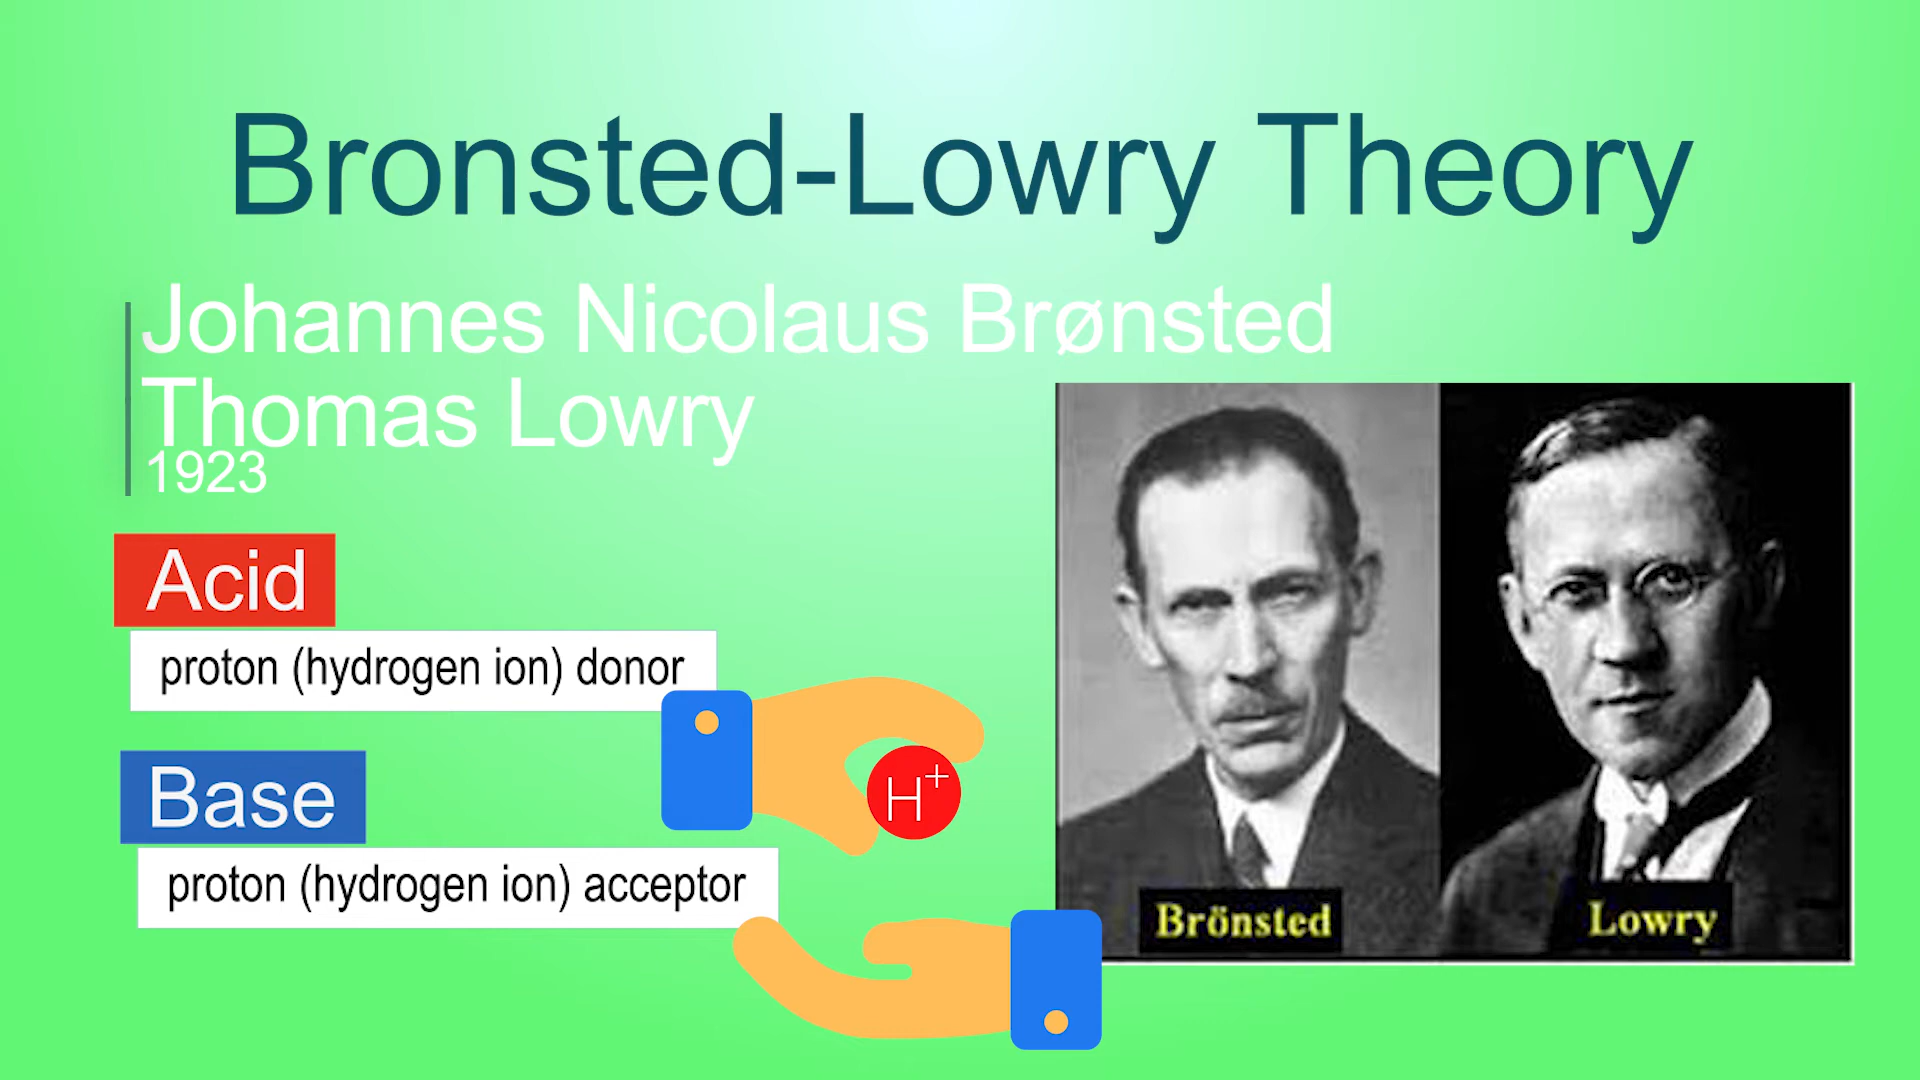 Bronsted-Lowry Theory
Johannes Nicolaus Brønsted
Thomas Lowry
1923
Acid
proton (hydrogen ion) donor
H+
Base
proton (hydrogen ion) acceptor
Brönsted
Lowry